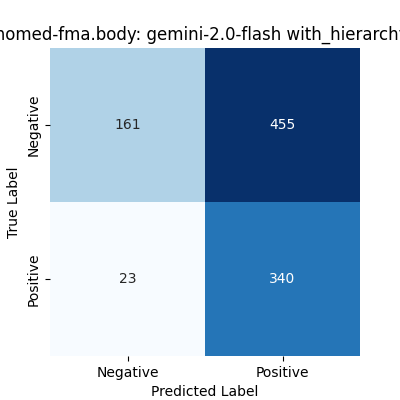 nomed-fma.body: gemini-2.0-flash with_hierarch
Negative
161
455
True Label
Positive
23
340
Negative
Positive
Predicted Label